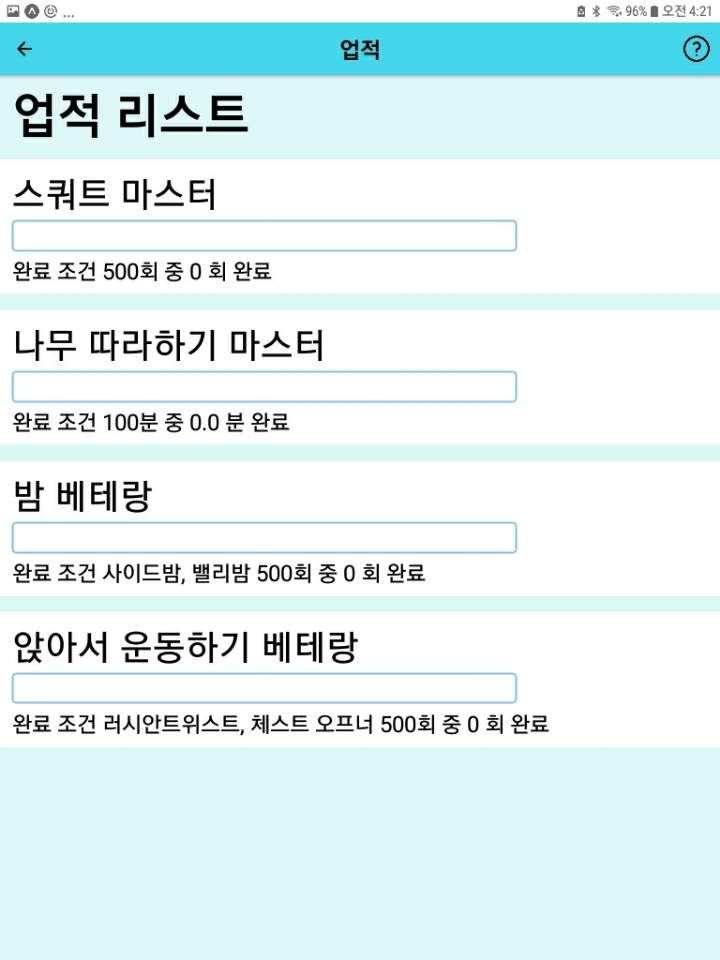 ... 96% 오전 4:21
업적
업적 리스트
스쿼트 마스터
완료 조건 500회 중 0 회 완료
나무 따라하기 마스터
완료 조건 100분 중 0.0 분 완료
밤 베테랑
완료 조건 사이드밤, 밸리밤 500회 중 0 회 완료
앉아서 운동하기 베테랑
완료 조건 러시안트위스트, 체스트 오프너 500회 중 0 회 완료